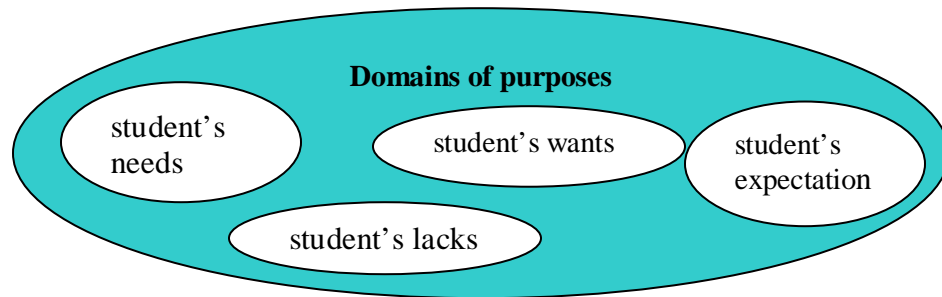 Domains of purposes
student’s
needs
student’s wants
student’s
expectation
student’s lacks